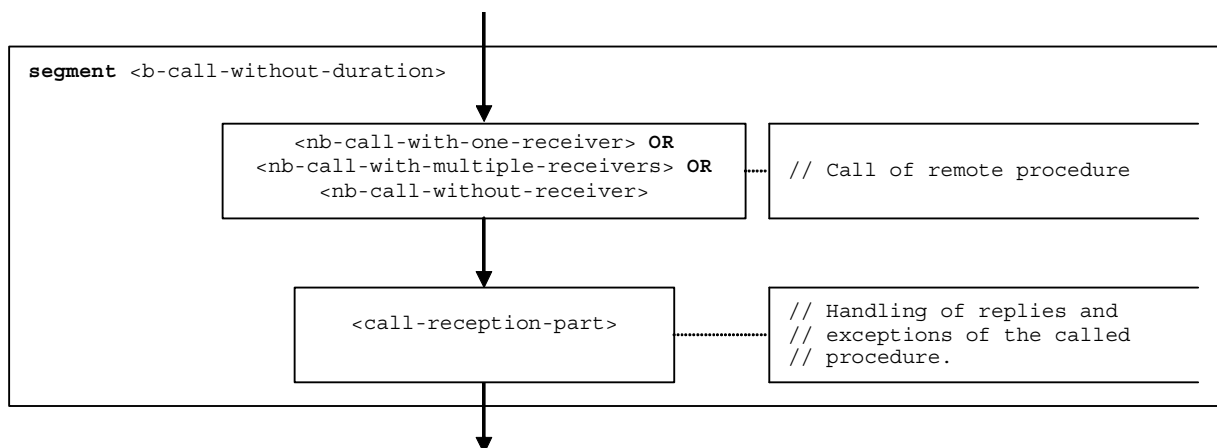 segment <b-call-without-duration>
<nb-call-with-one-receiver> OR
<nb-call-with-multiple-receivers> OR
<nb-call-without-receiver>
// Call of remote procedure
<call-reception-part>
// Handling of replies and
// exceptions of the called
// procedure.